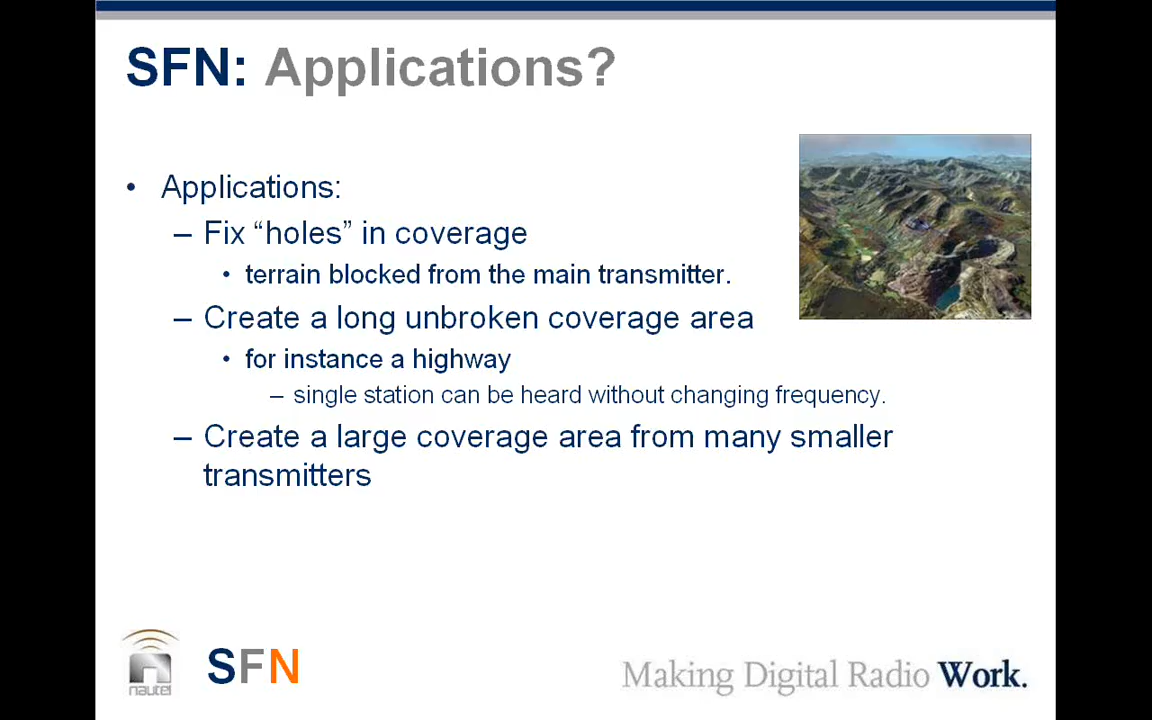 SFN: Applications?
• Applications:
– Fix “holes” in coverage
• terrain blocked from the main transmitter.
– Create a long unbroken coverage area
• for instance a highway
– single station can be heard without changing frequency.
– Create a large coverage area from many smaller
transmitters
nautel
SFN
Making Digital Radio Work.